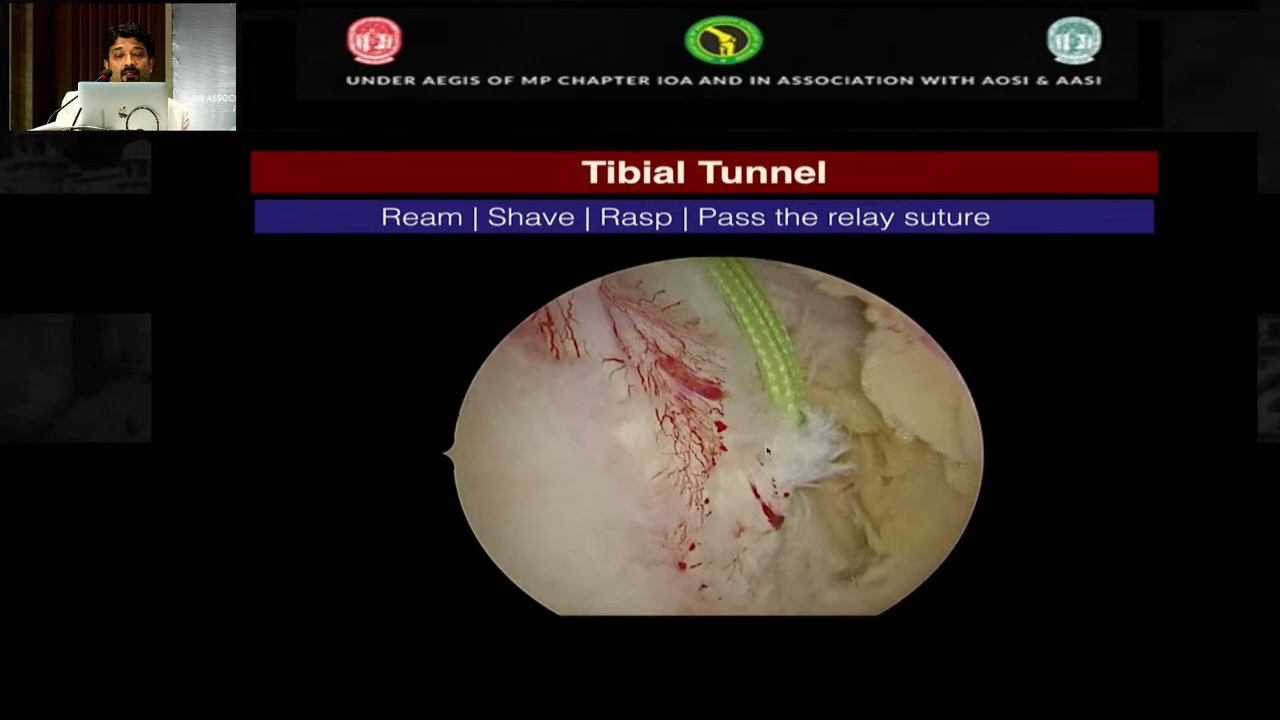 UNDER AEGIS OF MP CHAPTER IOA AND IN ASSOCIATION WITH AOSI & AASI
Tibial Tunnel
Ream | Shave | Rasp | Pass the relay suture